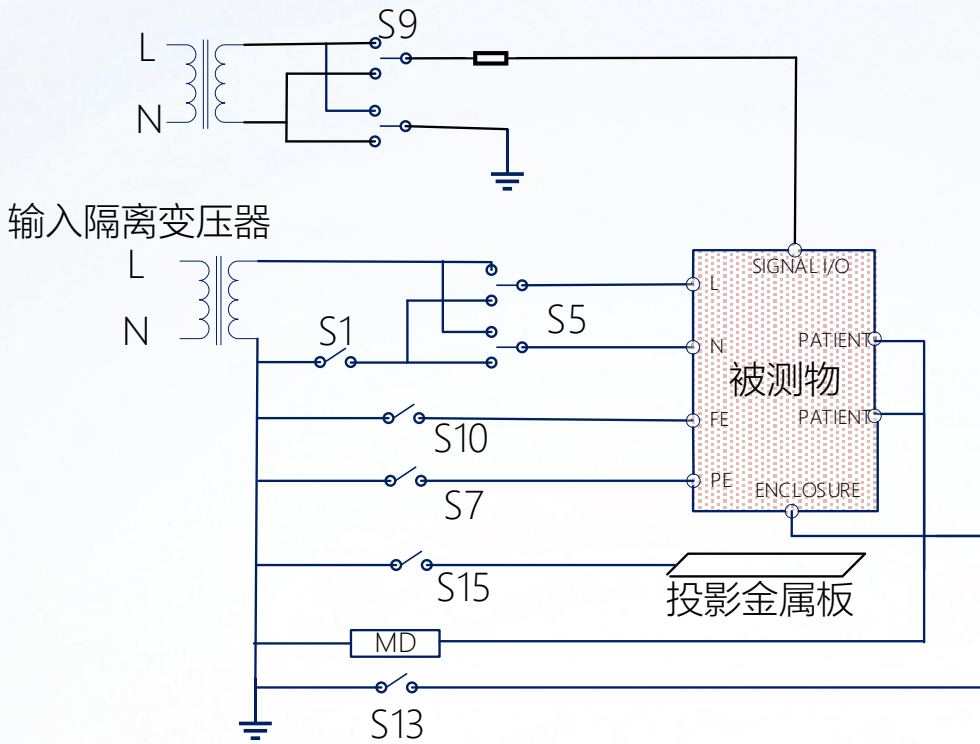 S9
L
N
输入隔离变压器
L
N
S1
S5
SIGNAL I/O
L
N
PATIENT
被测物
FE
PATIENT
S10
PE
ENCLOSURE
S7
S15
投影金属板
MD
S13